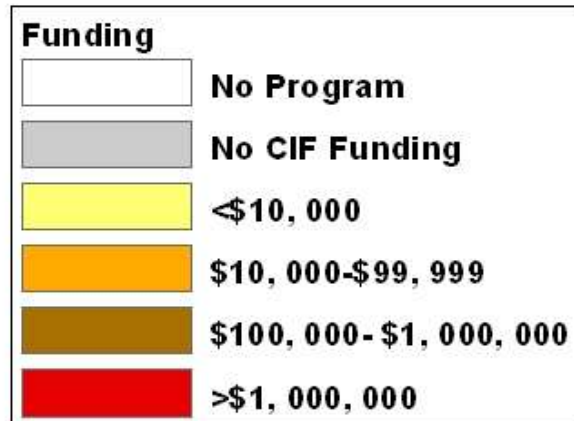 Funding
No Program
No CIF Funding
<$10, 000
$10, 000-$99, 999
$100, 000- $1, 000, 000
>$1, 000, 000